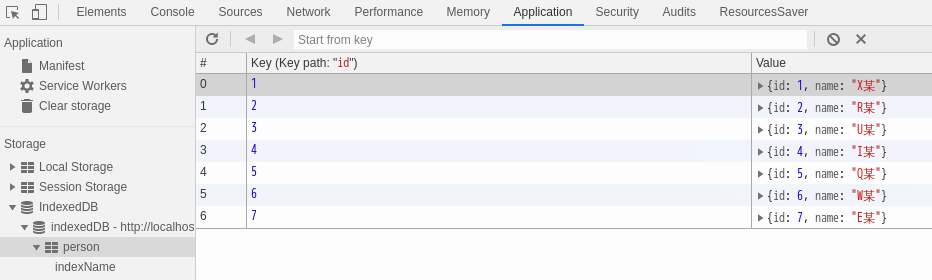 Elements Console Sources Network Performance Memory Application Security Audits ResourcesSaver
Application
Manifest
Service Workers
Clear storage
Storage
Local Storage
Session Storage
IndexedDB
indexedDB - http://localhos
person
indexName
Start from key
# Key (Key path: "id") Value
0 1 {id: 1, name: "X某"}
1 2 {id: 2, name: "R某"}
2 3 {id: 3, name: "U某"}
3 4 {id: 4, name: "I某"}
4 5 {id: 5, name: "Q某"}
5 6 {id: 6, name: "W某"}
6 7 {id: 7, name: "E某"}